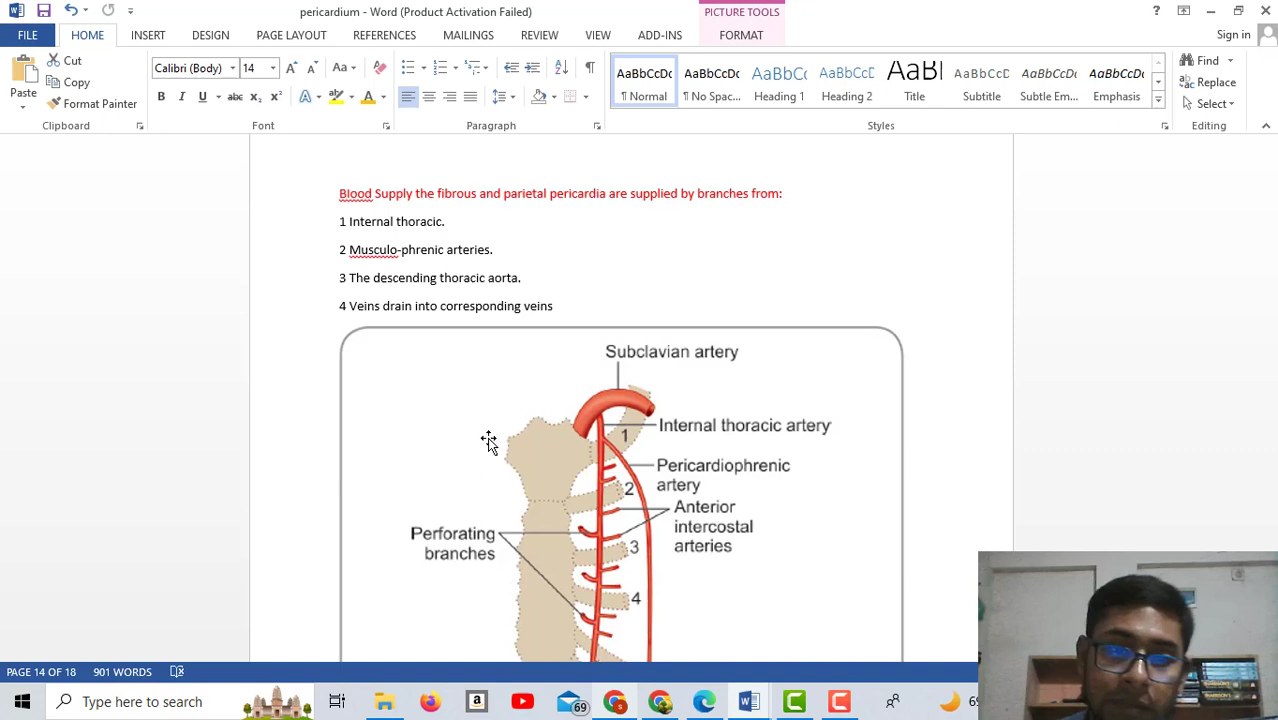 pericardium - Word (Product Activation Failed)
PICTURE TOOLS
FILE HOME INSERT DESIGN PAGE LAYOUT REFERENCES MAILINGS REVIEW VIEW ADD-INS FORMAT Sign in
Paste
Cut
Copy
Format Painter
Calibri (Body) 14
AaBbCcDc AaBbCcDc AaBbCc AaBbCcC AaBl AaBbCcC AaBbCcDc AaBbCcDc
¶ Normal ¶ No Spac... Heading 1 Heading 2 Title Subtitle Subtle Em... Emphasis
Find
Replace
Select
Clipboard Font Paragraph Styles Editing
Blood Supply the fibrous and parietal pericardia are supplied by branches from:
1 Internal thoracic.
2 Musculo-phrenic arteries.
3 The descending thoracic aorta.
4 Veins drain into corresponding veins
Subclavian artery
Internal thoracic artery
1
Pericardiophrenic
artery
2
Anterior
intercostal
arteries
Perforating
branches
3
4
PAGE 14 OF 18 901 WORDS
Type here to search
69